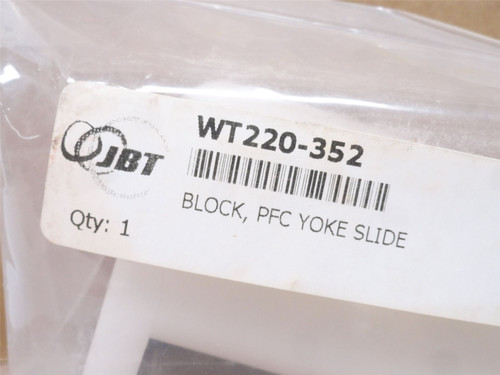 WT220-352
JBT
BLOCK, PFC YOKE SLIDE
Qty: 1